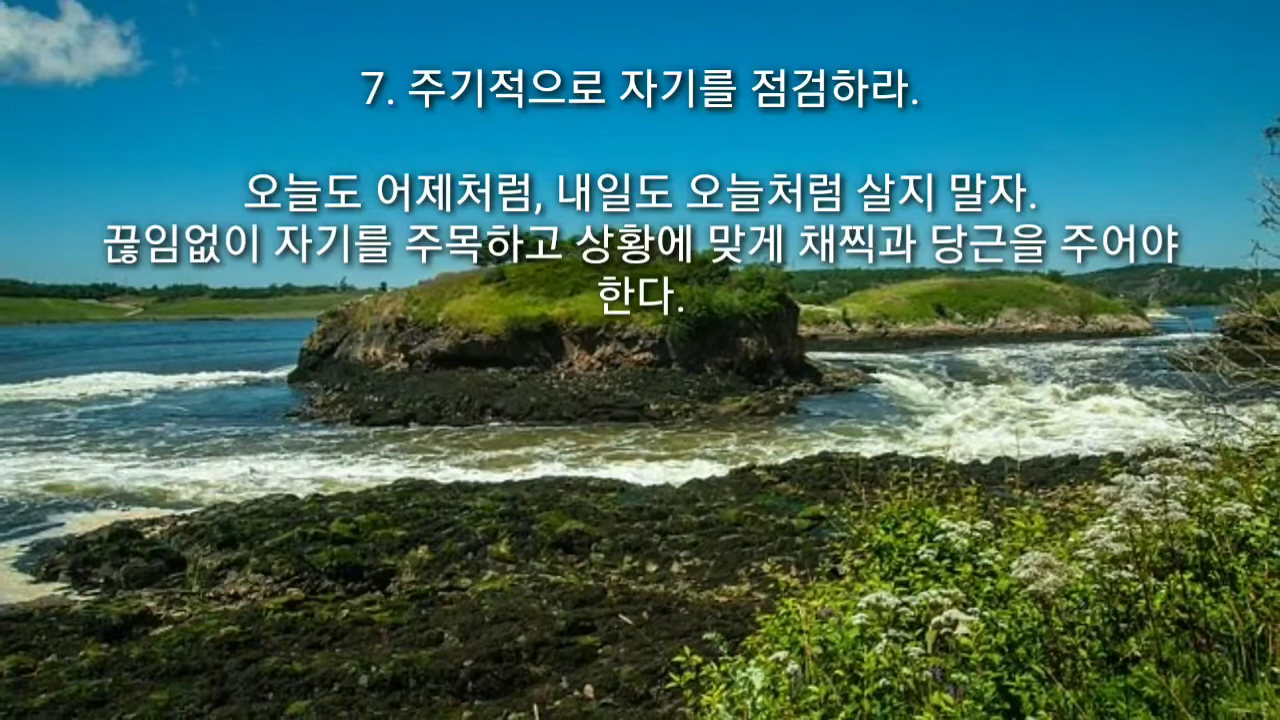 7. 주기적으로 자기를 점검하라.
오늘도 어제처럼, 내일도 오늘처럼 살지 말자.
끊임없이 자기를 주목하고 상황에 맞게 채찍과 당근을 주어야
한다.